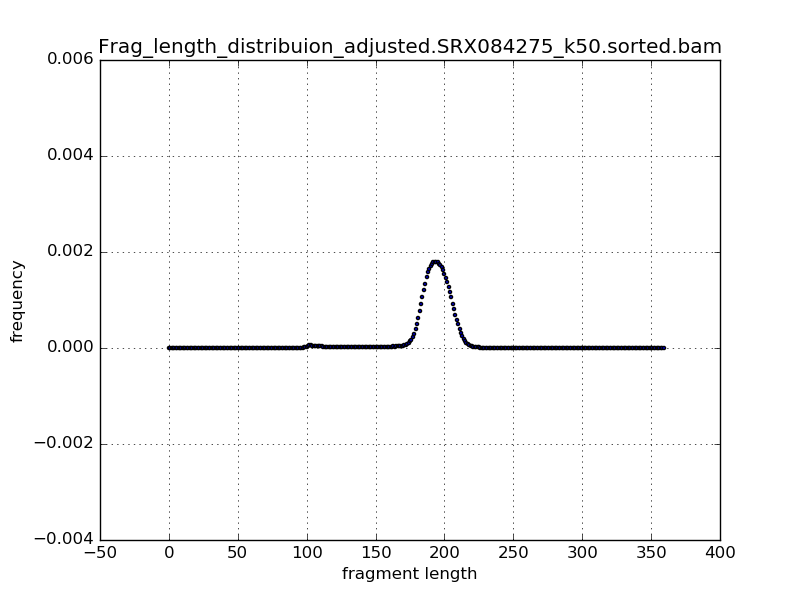 Frag_length_distribuion_adjusted.SRX084275_k50.sorted.bam
0.006
0.004
0.002
0.000
−0.002
−0.004
frequency
−50 0 50 100 150 200 250 300 350 400
fragment length